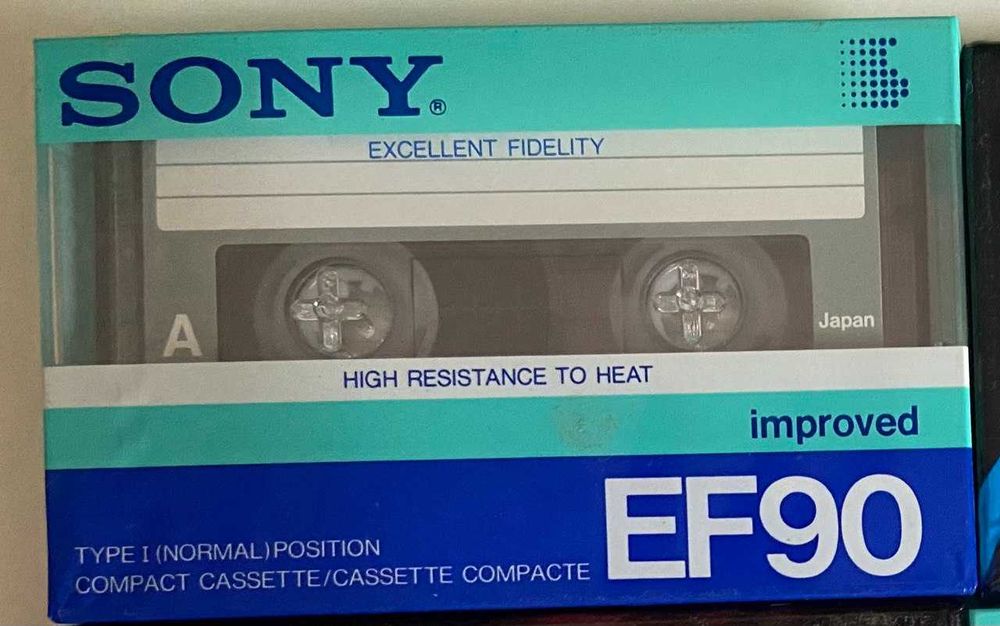 SONY®
EXCELLENT FIDELITY
A
Japan
HIGH RESISTANCE TO HEAT
improved
EF90
TYPE I (NORMAL) POSITION
COMPACT CASSETTE/CASSETTE COMPACTE